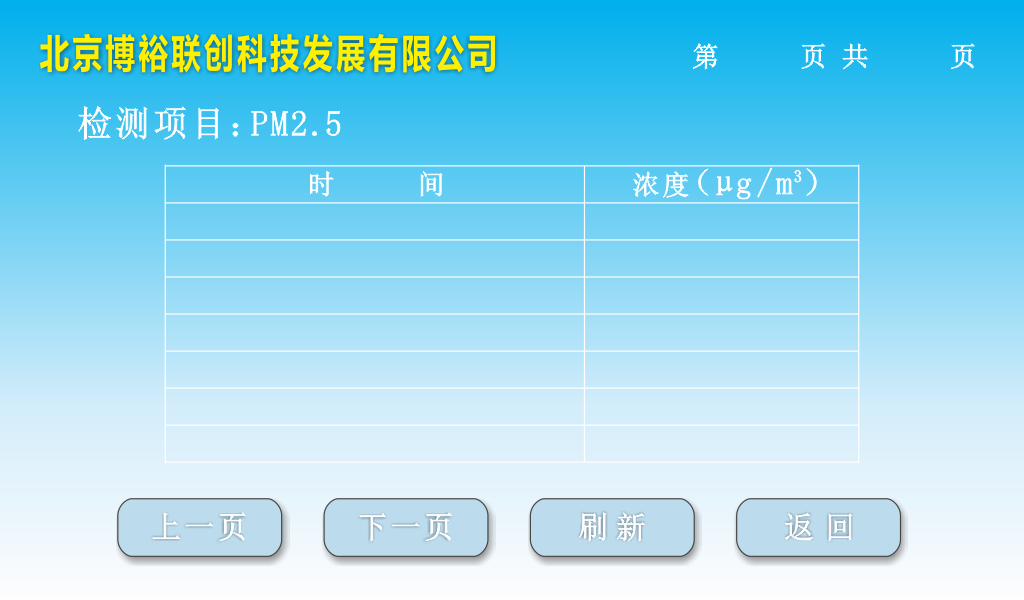 北京博裕联创科技发展有限公司
第 页 共 页
检测项目:PM2.5
时 间 浓度(μg/m³)
上一页 下一页 刷新 返回